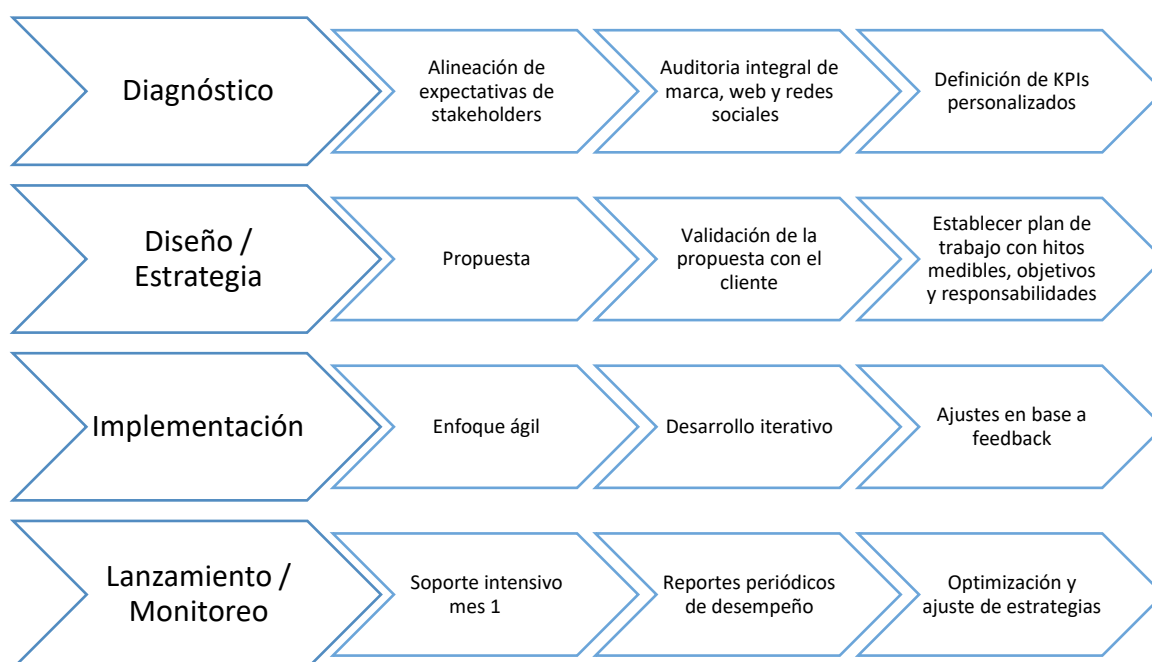 Diagnóstico
Alineación de
expectativas de
stakeholders
Auditoria integral de
marca, web y redes
sociales
Definición de KPIs
personalizados
Diseño /
Estrategia
Propuesta
Validación de la
propuesta con el
cliente
Establecer plan de
trabajo con hitos
medibles, objetivos
y responsabilidades
Implementación
Enfoque ágil
Desarrollo iterativo
Ajustes en base a
feedback
Lanzamiento /
Monitoreo
Soporte intensivo
mes 1
Reportes periódicos
de desempeño
Optimización y
ajuste de estrategias